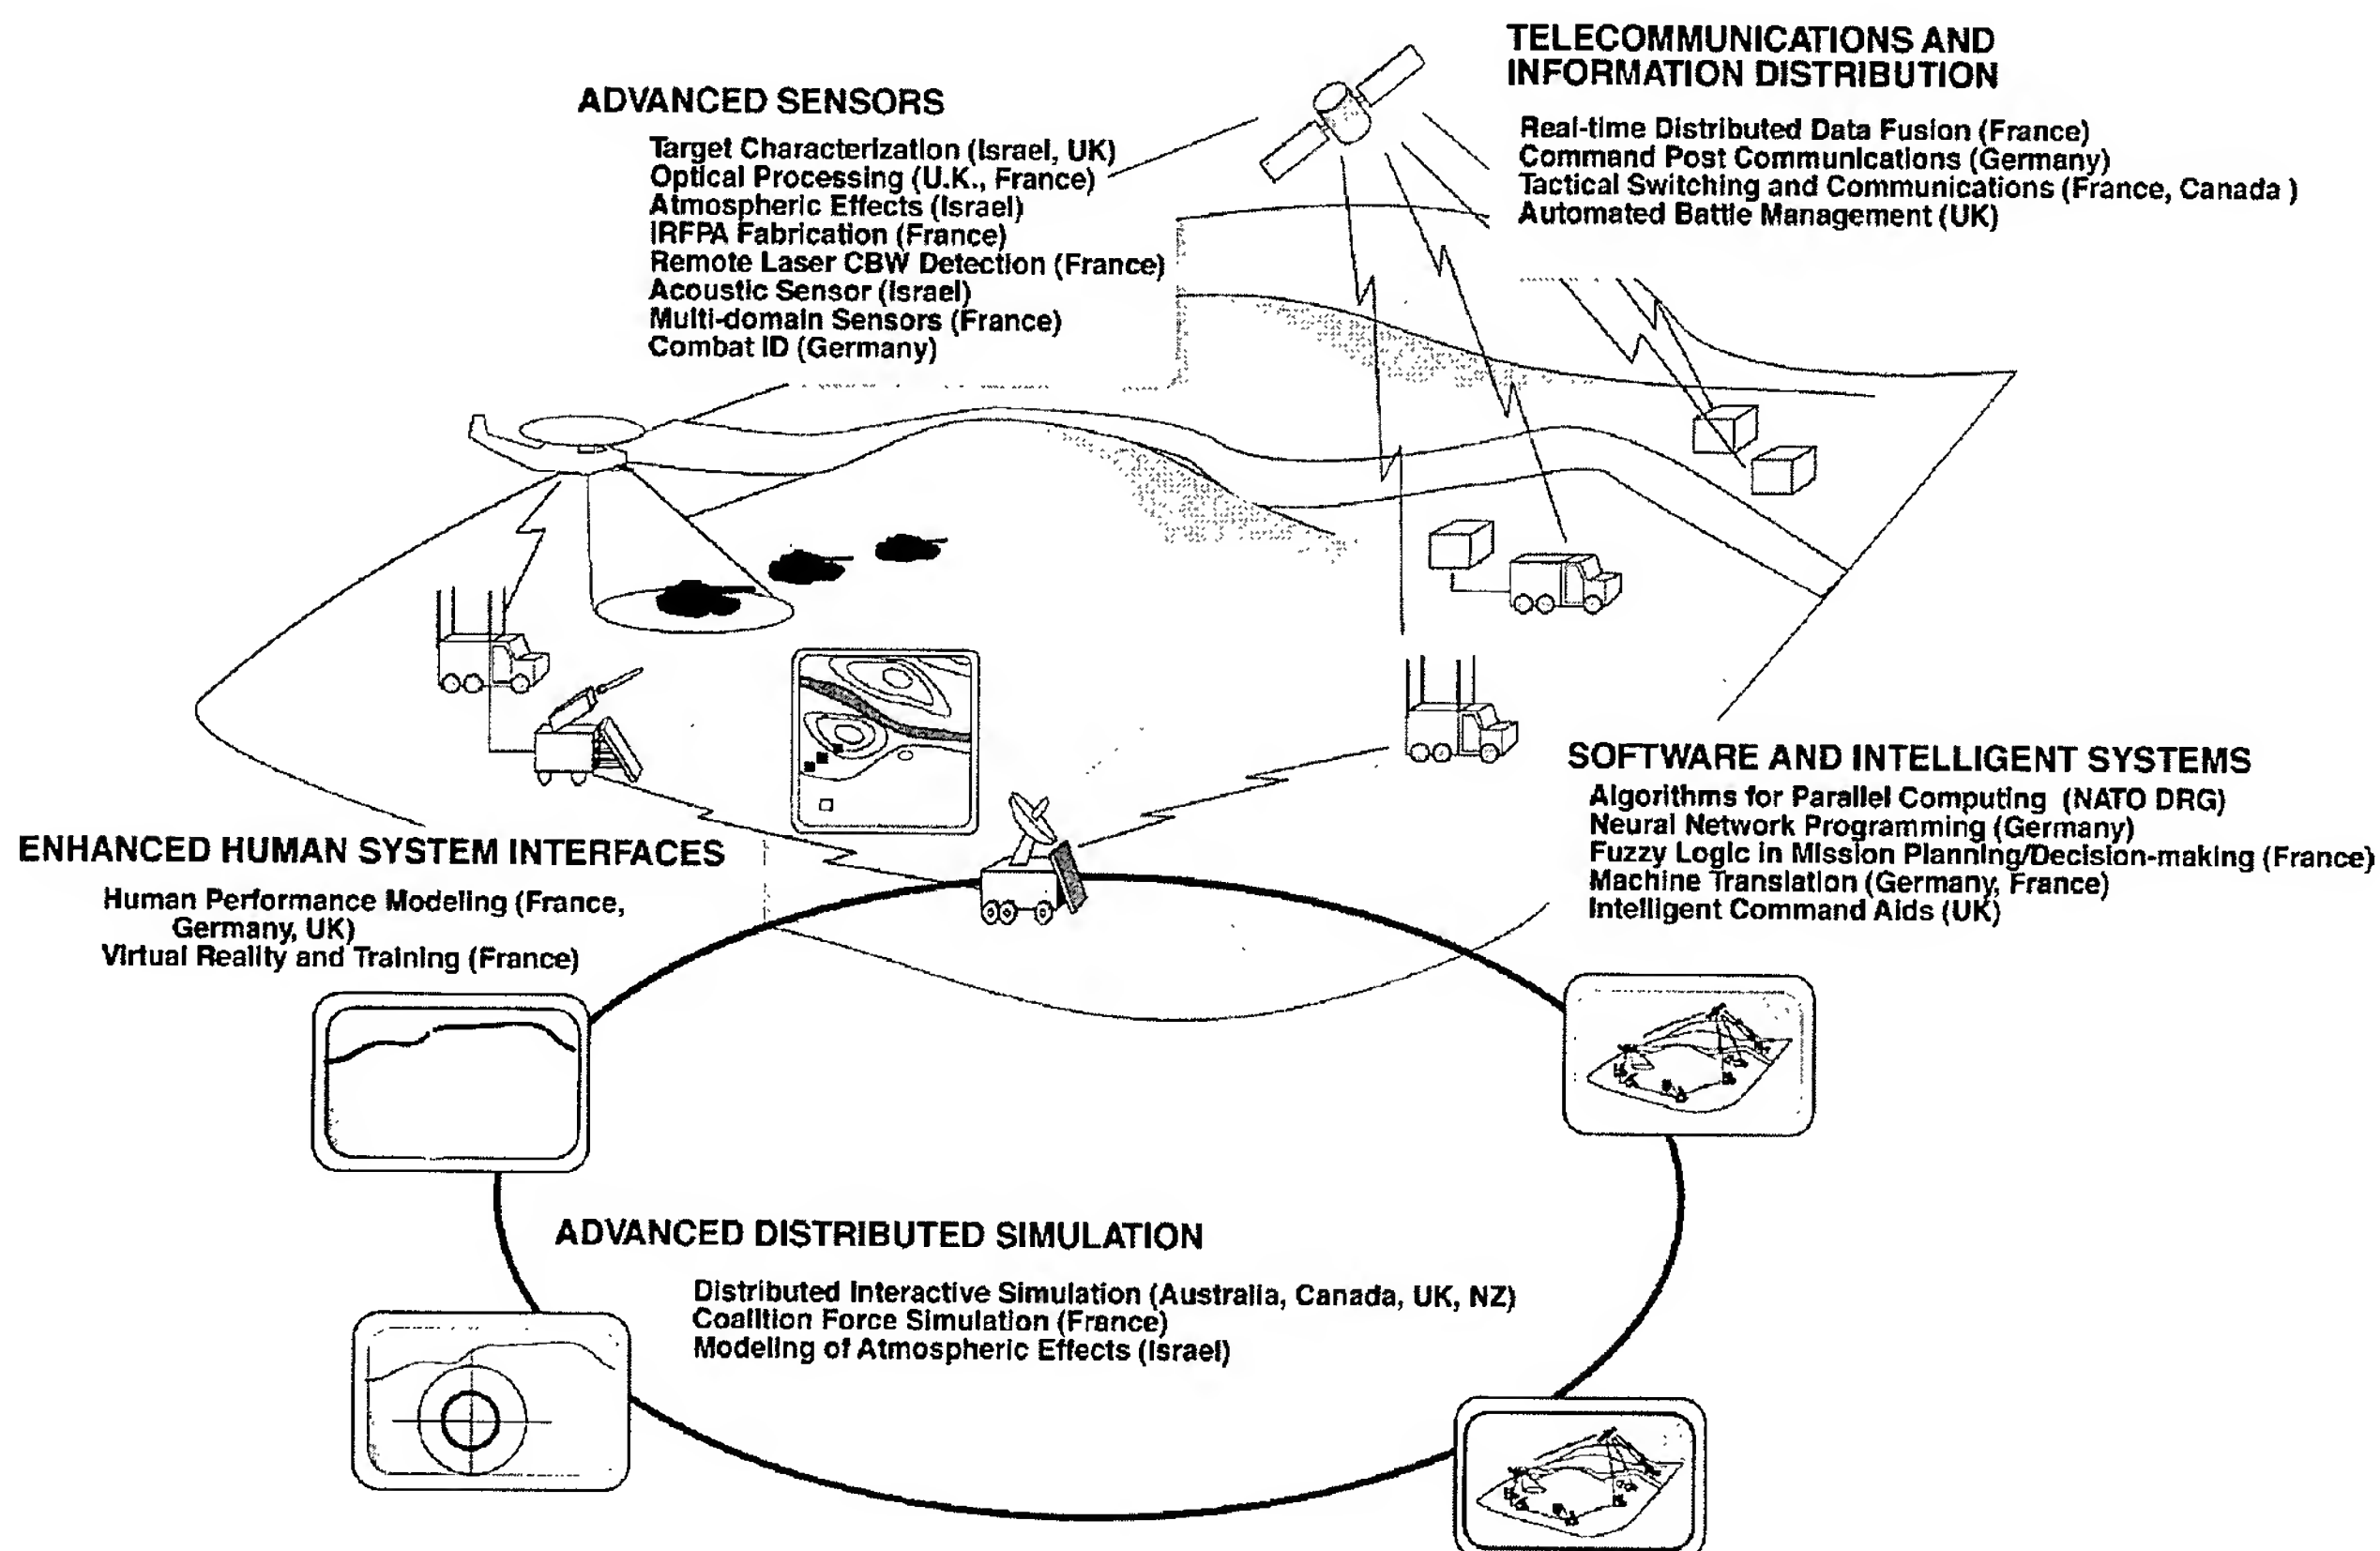 TELECOMMUNICATIONS AND
INFORMATION DISTRIBUTION
Real-time Distributed Data Fusion (France)
Command Post Communications (Germany)
Tactical Switching and Communications (France, Canada )
Automated Battle Management (UK)
ADVANCED SENSORS
Target Characterization (Israel, UK)
Optical Processing (U.K., France)
Atmospheric Effects (Israel)
IRFPA Fabrication (France)
Remote Laser CBW Detection (France)
Acoustic Sensor (Israel)
Multi-domain Sensors (France)
Combat ID (Germany)
SOFTWARE AND INTELLIGENT SYSTEMS
Algorithms for Parallel Computing (NATO DRG)
Neural Network Programming (Germany)
Fuzzy Logic in Mission Planning/Decision-making (France)
Machine Translation (Germany, France)
Intelligent Command Aids (UK)
ENHANCED HUMAN SYSTEM INTERFACES
Human Performance Modeling (France,
Germany, UK)
Virtual Reality and Training (France)
ADVANCED DISTRIBUTED SIMULATION
Distributed Interactive Simulation (Australia, Canada, UK, NZ)
Coalition Force Simulation (France)
Modeling of Atmospheric Effects (Israel)